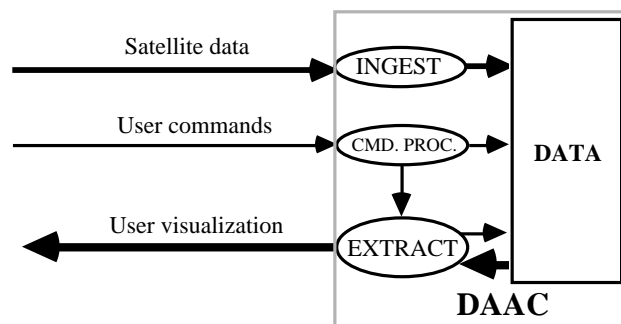 Satellite data
INGEST
User commands
CMD. PROC.
DATA
User visualization
EXTRACT
DAAC